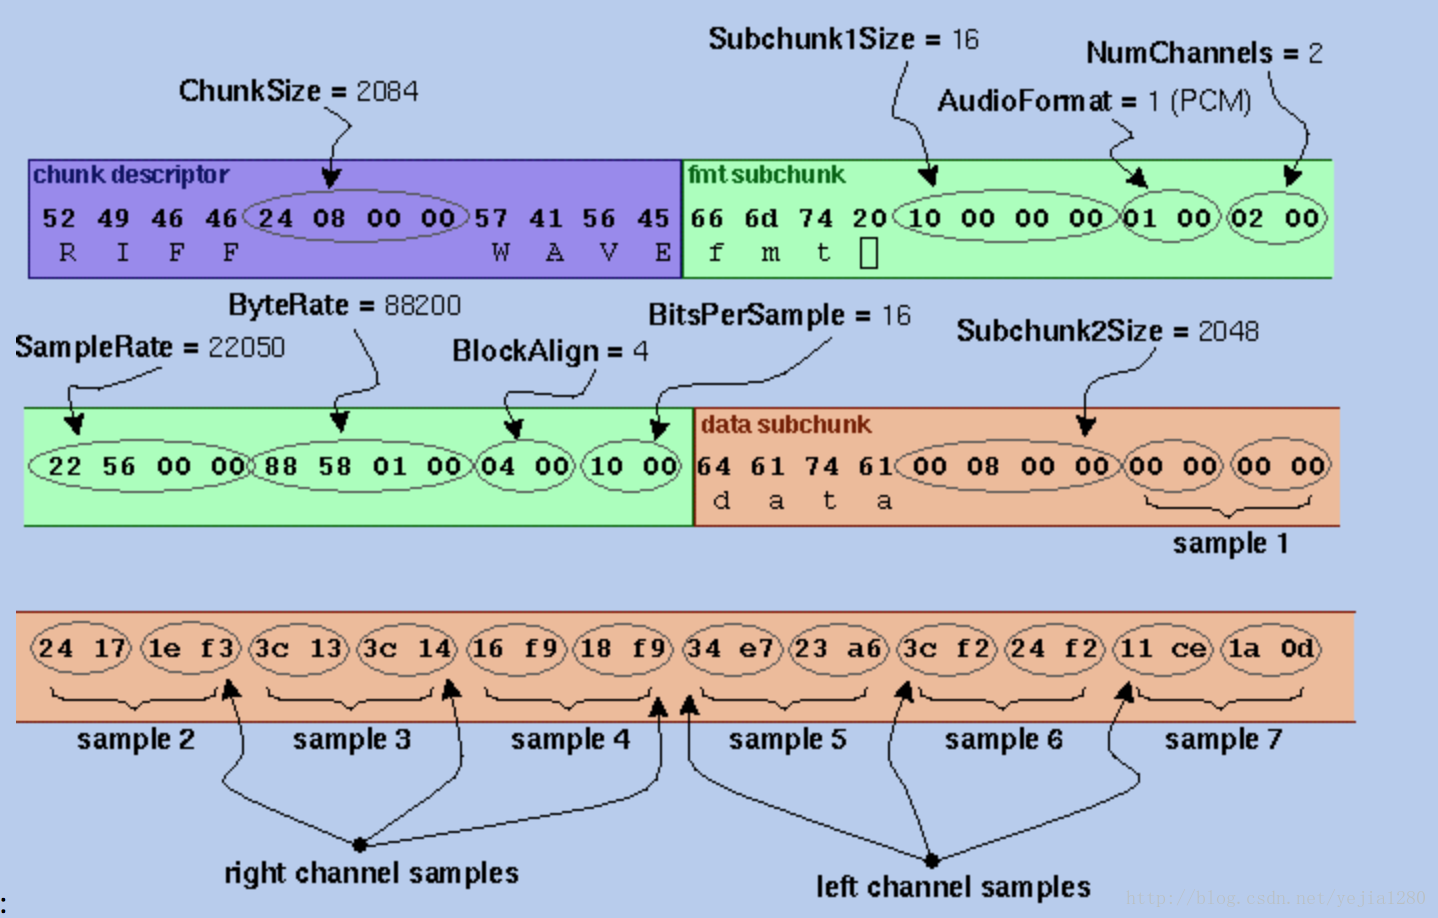 Subchunk1Size = 16
NumChannels = 2
ChunkSize = 2084
AudioFormat = 1 (PCM)
chunk descriptor
fmt subchunk
52 49 46 46 24 08 00 00 57 41 56 45 66 6d 74 20 10 00 00 00 01 00 02 00
R I F F W A V E f m t
ByteRate = 88200
BitsPerSample = 16
Subchunk2Size = 2048
SampleRate = 22050
BlockAlign = 4
data subchunk
22 56 00 00 88 58 01 00 04 00 10 00 64 61 74 61 00 08 00 00 00 00 00 00
d a t a
sample 1
24 17 1e f3 3c 13 3c 14 16 f9 18 f9 34 e7 23 a6 3c f2 24 f2 11 ce 1a 0d
sample 2 sample 3 sample 4 sample 5 sample 6 sample 7
right channel samples
left channel samples
http://blog.csdn.net/yejia1280
: